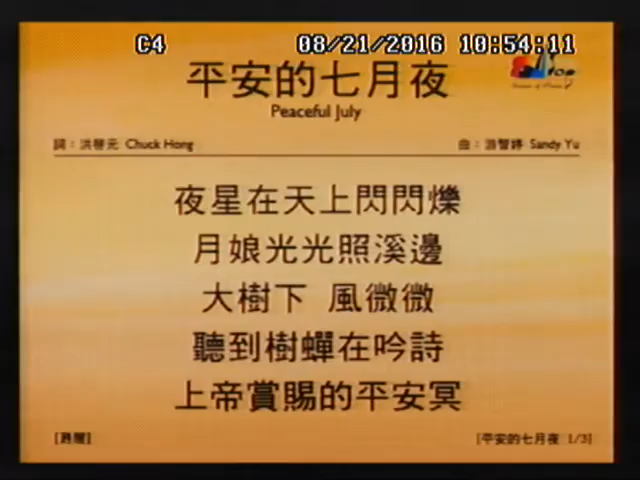 C4 08/21/2016 10:54:11
平安的七月夜
Peaceful July
詞：洪啓元 Chuck Hong
曲：游智婷 Sandy Yu
夜星在天上閃閃爍
月娘光光照溪邊
大樹下 風微微
聽到樹蟬在吟詩
上帝賞賜的平安冥
[平安的七月夜 1/3]